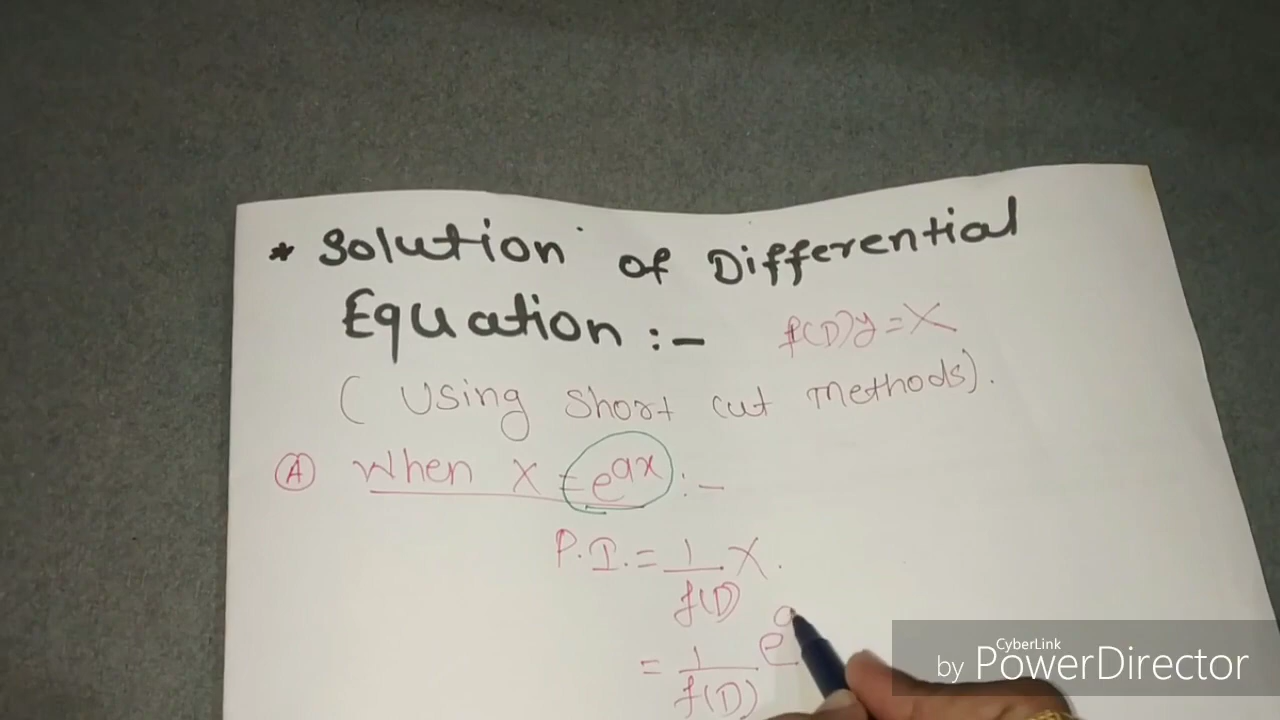 * Solution of Differential
Equation :-
f(D)y = X
( Using short cut methods).
(A) When X = e^ax :-
P.I. = 1/f(D) X.
= 1/f(D) e^a
CyberLink
by PowerDirector